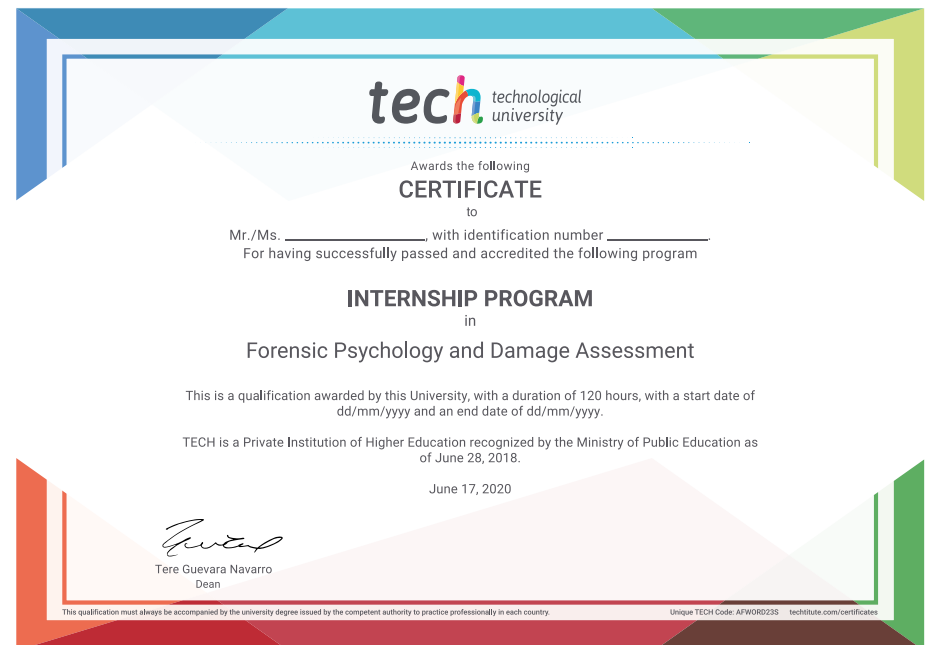 tech technological
university
Awards the following
CERTIFICATE
to
Mr./Ms. ____________________, with identification number ______________.
For having successfully passed and accredited the following program
INTERNSHIP PROGRAM
in
Forensic Psychology and Damage Assessment
This is a qualification awarded by this University, with a duration of 120 hours, with a start date of
dd/mm/yyyy and an end date of dd/mm/yyyy.
TECH is a Private Institution of Higher Education recognized by the Ministry of Public Education as
of June 28, 2018.
June 17, 2020
Tere Guevara Navarro
Dean
This qualification must always be accompanied by the university degree issued by the competent authority to practice professionally in each country.
Unique TECH Code: AFWORD23S techtitute.com/certificates